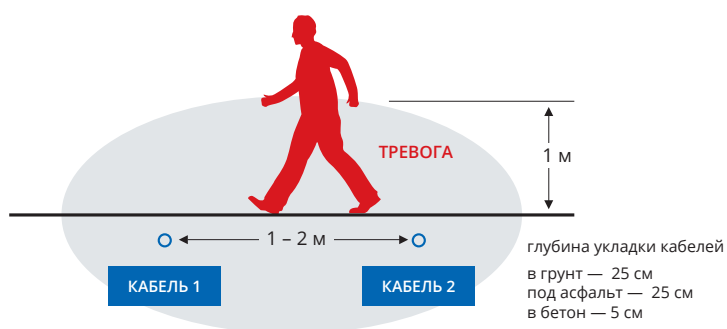 ТРЕВОГА
1 м
1 – 2 м
КАБЕЛЬ 1
КАБЕЛЬ 2
глубина укладки кабелей
в грунт — 25 см
под асфальт — 25 см
в бетон — 5 см